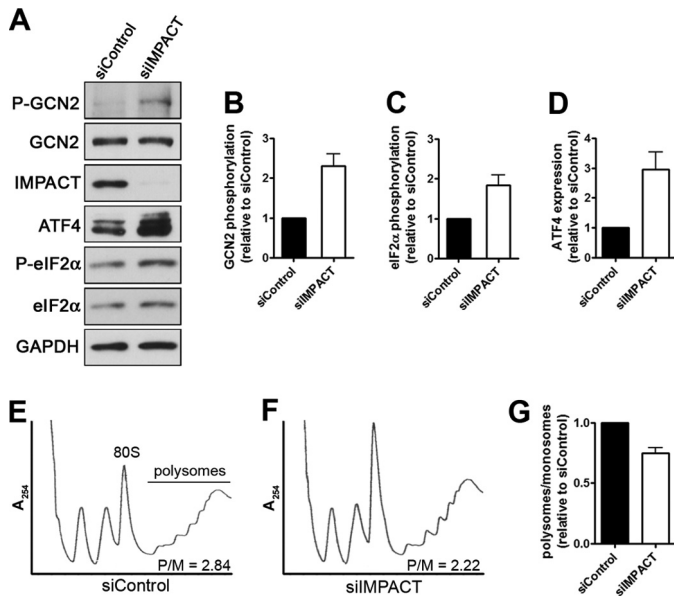 A
siControl
siIMPACT
P-GCN2
GCN2
IMPACT
ATF4
P-eIF2α
eIF2α
GAPDH
B
GCN2 phosphorylation
(relative to siControl)
3
2
1
0
siControl
siIMPACT
C
eIF2α phosphorylation
(relative to siControl)
3
2
1
0
siControl
siIMPACT
D
ATF4 expression
(relative to siControl)
4
3
2
1
0
siControl
siIMPACT
E
80S
polysomes
A254
P/M = 2.84
siControl
F
A254
P/M = 2.22
siIMPACT
G
polysomes/monosomes
(relative to siControl)
1.0
0.5
0.0
siControl
siIMPACT